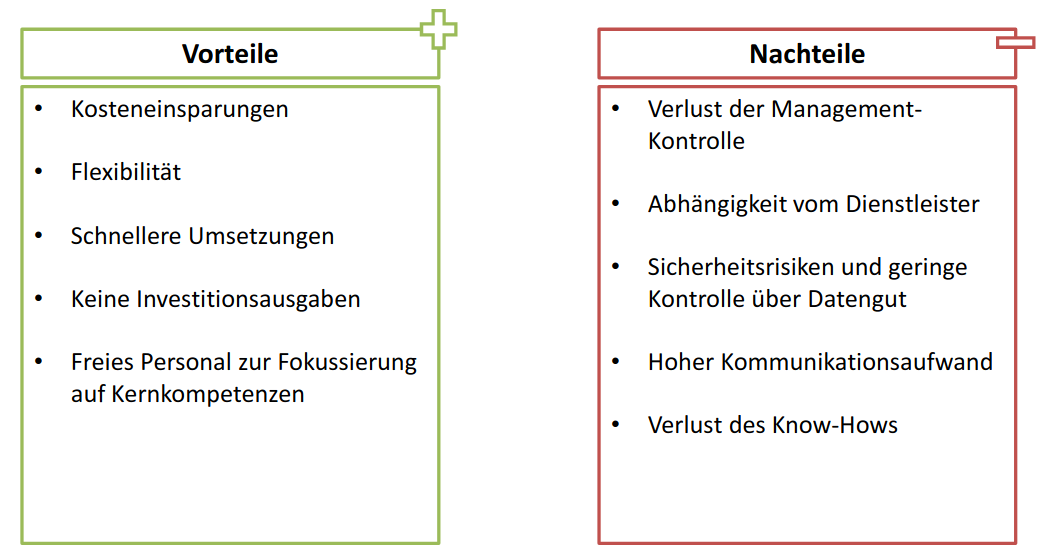 Vorteile
• Kosteneinsparungen
• Flexibilität
• Schnellere Umsetzungen
• Keine Investitionsausgaben
• Freies Personal zur Fokussierung
auf Kernkompetenzen
Nachteile
• Verlust der Management-
Kontrolle
• Abhängigkeit vom Dienstleister
• Sicherheitsrisiken und geringe
Kontrolle über Datengut
• Hoher Kommunikationsaufwand
• Verlust des Know-Hows